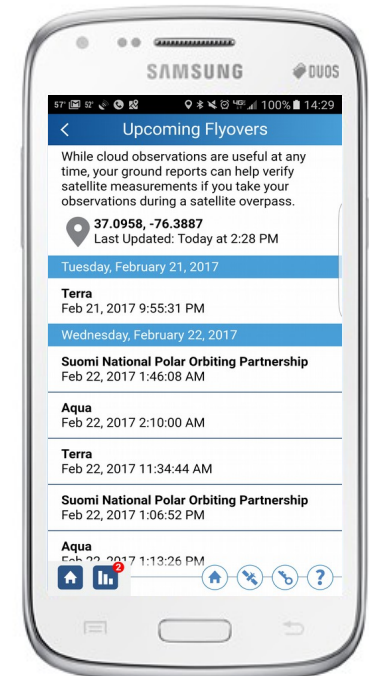 SAMSUNG DUOS
57° 52° 4G 100% 14:29
< Upcoming Flyovers
While cloud observations are useful at any
time, your ground reports can help verify
satellite measurements if you take your
observations during a satellite overpass.
37.0958, -76.3887
Last Updated: Today at 2:28 PM
Tuesday, February 21, 2017
Terra
Feb 21, 2017 9:55:31 PM
Wednesday, February 22, 2017
Suomi National Polar Orbiting Partnership
Feb 22, 2017 1:46:08 AM
Aqua
Feb 22, 2017 2:10:00 AM
Terra
Feb 22, 2017 11:34:44 AM
Suomi National Polar Orbiting Partnership
Feb 22, 2017 1:06:52 PM
Aqua
Feb 22, 2017 1:13:26 PM
2
?